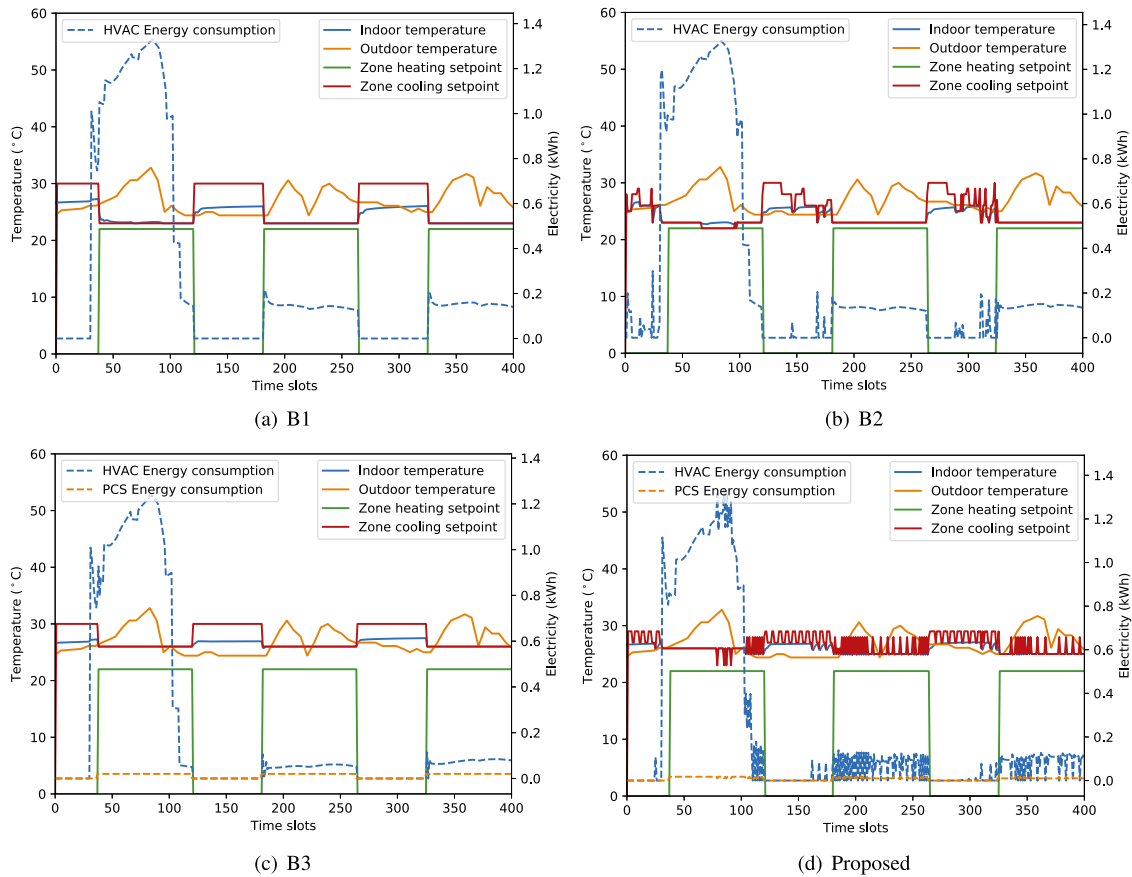 HVAC Energy consumption
Indoor temperature
Outdoor temperature
Zone heating setpoint
Zone cooling setpoint
Temperature (°C)
60
50
40
30
20
10
0
0 50 100 150 200 250 300 350 400
Time slots
1.4
1.2
1.0
0.8
0.6
0.4
0.2
0.0
Electricity (kWh)
(a) B1
HVAC Energy consumption
Indoor temperature
Outdoor temperature
Zone heating setpoint
Zone cooling setpoint
Temperature (°C)
60
50
40
30
20
10
0
0 50 100 150 200 250 300 350 400
Time slots
1.4
1.2
1.0
0.8
0.6
0.4
0.2
0.0
Electricity (kWh)
(b) B2
HVAC Energy consumption
PCS Energy consumption
Indoor temperature
Outdoor temperature
Zone heating setpoint
Zone cooling setpoint
Temperature (°C)
60
50
40
30
20
10
0
0 50 100 150 200 250 300 350 400
Time slots
1.4
1.2
1.0
0.8
0.6
0.4
0.2
0.0
Electricity (kWh)
(c) B3
HVAC Energy consumption
PCS Energy consumption
Indoor temperature
Outdoor temperature
Zone heating setpoint
Zone cooling setpoint
Temperature (°C)
60
50
40
30
20
10
0
0 50 100 150 200 250 300 350 400
Time slots
1.4
1.2
1.0
0.8
0.6
0.4
0.2
0.0
Electricity (kWh)
(d) Proposed